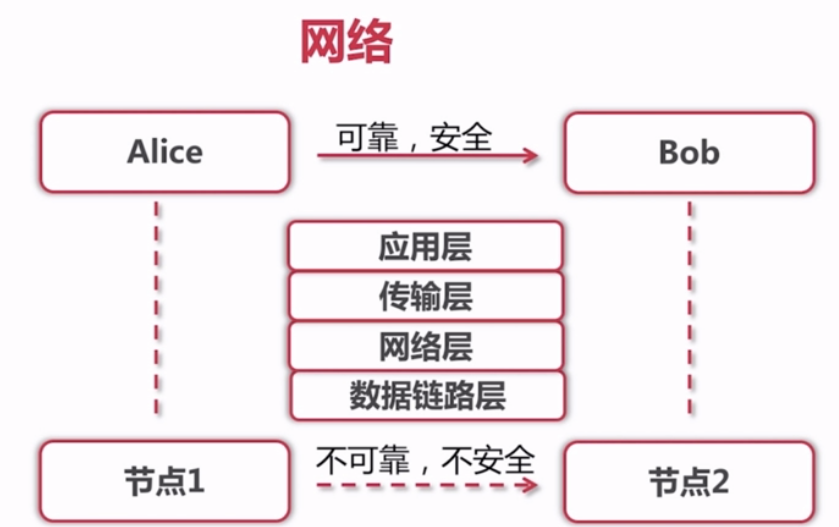 网络
Alice
可靠，安全
Bob
应用层
传输层
网络层
数据链路层
节点1
不可靠，不安全
节点2